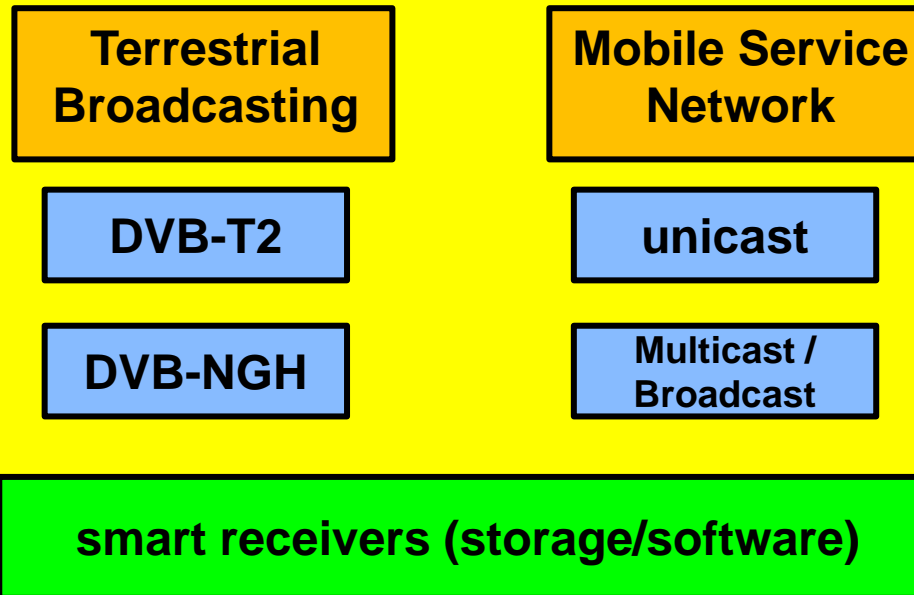 Terrestrial
Broadcasting
Mobile Service
Network
DVB-T2
unicast
DVB-NGH
Multicast /
Broadcast
smart receivers (storage/software)